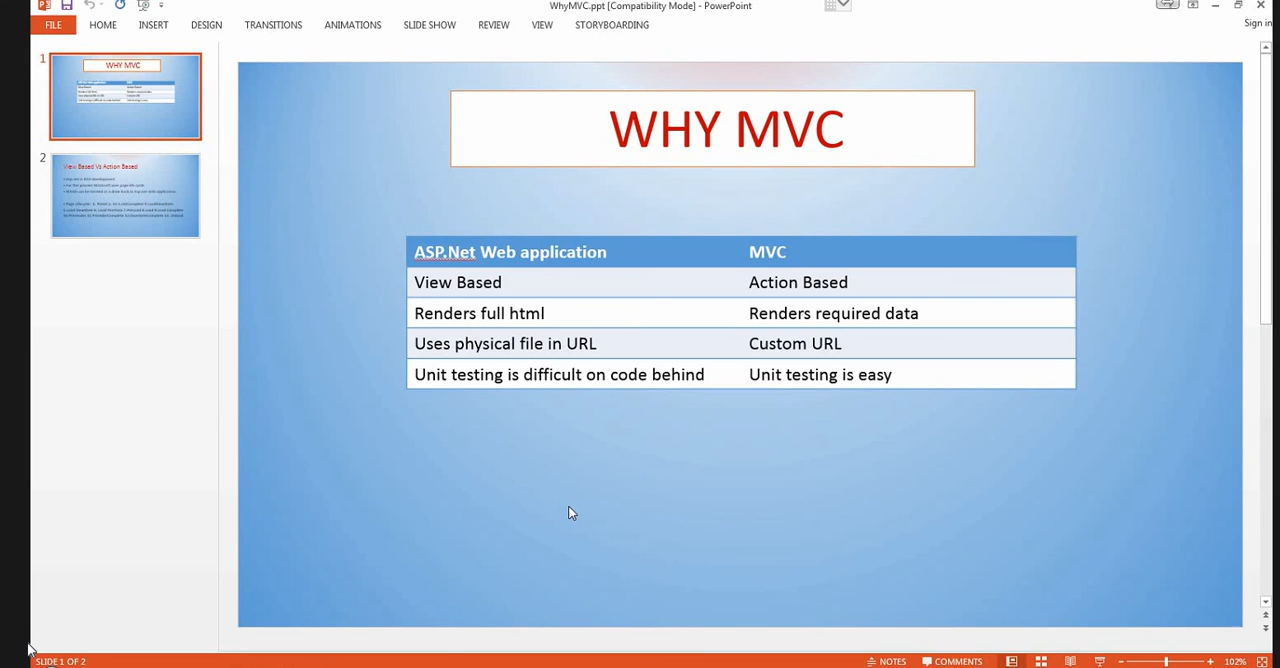 WhyMVC.ppt [Compatibility Mode] - PowerPoint
FILE HOME INSERT DESIGN TRANSITIONS ANIMATIONS SLIDE SHOW REVIEW VIEW STORYBOARDING
Sign in
1
WHY MVC
2
View Based Vs Action Based
WHY MVC
ASP.Net Web application MVC
View Based Action Based
Renders full html Renders required data
Uses physical file in URL Custom URL
Unit testing is difficult on code behind Unit testing is easy
SLIDE 1 OF 2 NOTES COMMENTS 102%